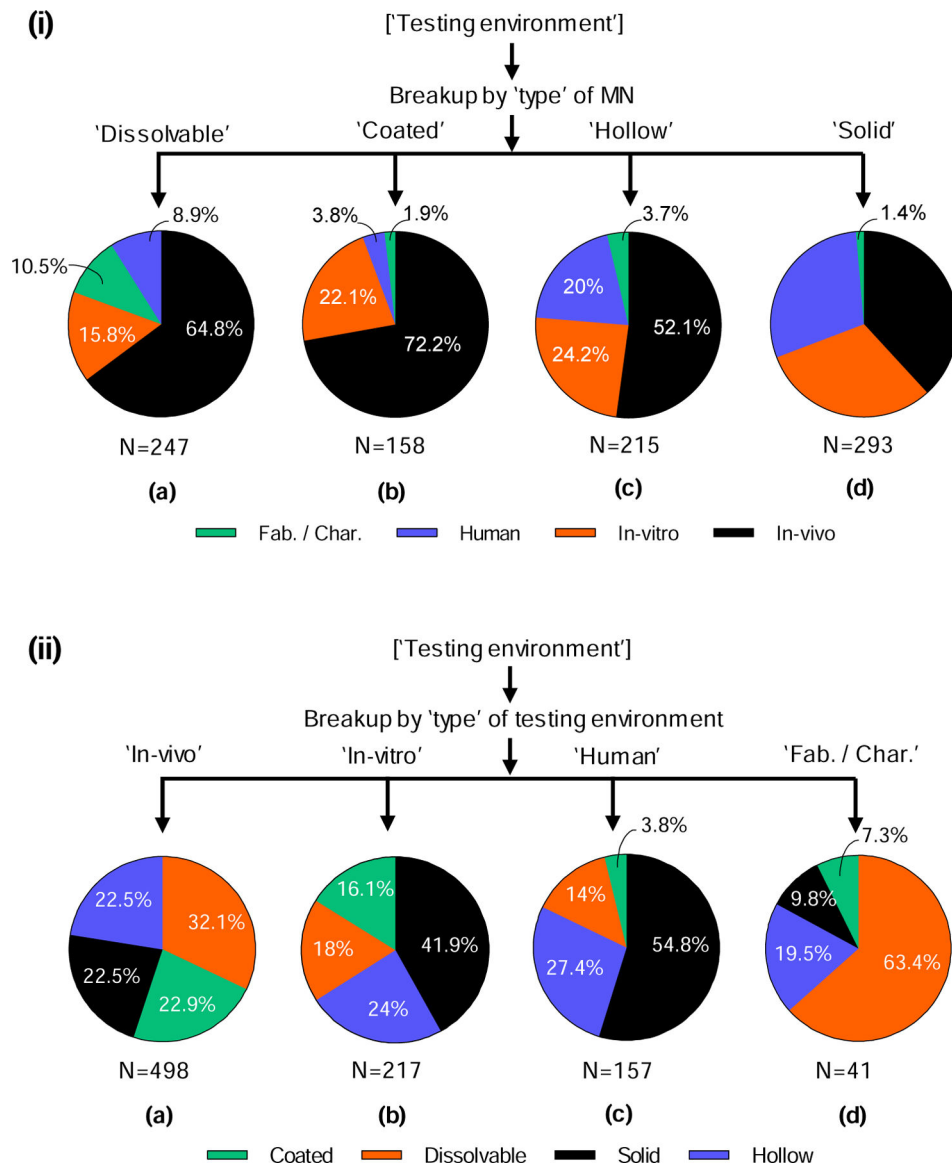 (i)
['Testing environment']
Breakup by 'type' of MN
'Dissolvable' 'Coated' 'Hollow' 'Solid'
8.9% 3.8% 1.9% 3.7% 1.4%
10.5%
15.8% 64.8% 22.1% 72.2% 20% 24.2% 52.1%
N=247 N=158 N=215 N=293
(a) (b) (c) (d)
Fab. / Char. Human In-vitro In-vivo
(ii)
['Testing environment']
Breakup by 'type' of testing environment
'In-vivo' 'In-vitro' 'Human' 'Fab. / Char.'
3.8% 7.3%
22.5% 32.1% 16.1% 14% 9.8%
22.5% 22.9% 18% 41.9% 24% 27.4% 54.8% 19.5% 63.4%
N=498 N=217 N=157 N=41
(a) (b) (c) (d)
Coated Dissolvable Solid Hollow